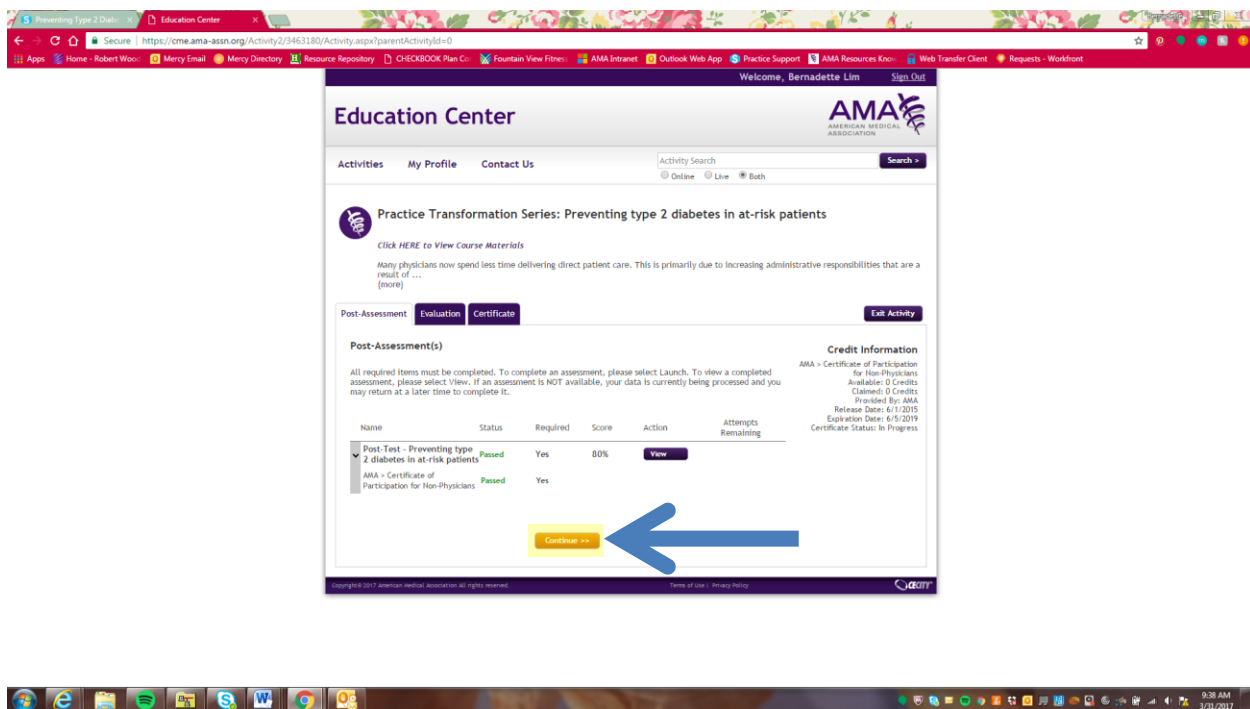 Preventing Type 2 Diabe
Education Center
Bernadette
Secure | https://cme.ama-assn.org/Activity2/3463180/Activity.aspx?parentActivityId=0
Apps Home - Robert Wood Mercy Email Mercy Directory Resource Repository CHECKBOOK Plan Co Fountain View Fitness AMA Intranet Outlook Web App Practice Support AMA Resources Know Web Transfer Client Requests - Workfront
Welcome, Bernadette Lim Sign Out
Education Center
AMA
AMERICAN MEDICAL
ASSOCIATION
Activities My Profile Contact Us
Activity Search Search >
Online Live Both
Practice Transformation Series: Preventing type 2 diabetes in at-risk patients
Click HERE to View Course Materials
Many physicians now spend less time delivering direct patient care. This is primarily due to increasing administrative responsibilities that are a
result of ...
(more)
Post-Assessment Evaluation Certificate Exit Activity
Post-Assessment(s)
All required items must be completed. To complete an assessment, please select Launch. To view a completed
assessment, please select View. If an assessment is NOT available, your data is currently being processed and you
may return at a later time to complete it.
Credit Information
AMA > Certificate of Participation
for Non-Physicians
Available: 0 Credits
Claimed: 0 Credits
Provided By: AMA
Release Date: 6/1/2015
Expiration Date: 6/5/2019
Certificate Status: In Progress
Name Status Required Score Action Attempts
Remaining
Post-Test - Preventing type
2 diabetes in at-risk patients Passed Yes 80% View
AMA > Certificate of
Participation for Non-Physicians Passed Yes
Continue >>
Copyright© 2017 American Medical Association All rights reserved. Terms of Use | Privacy Policy CECITY
9:38 AM
3/31/2017